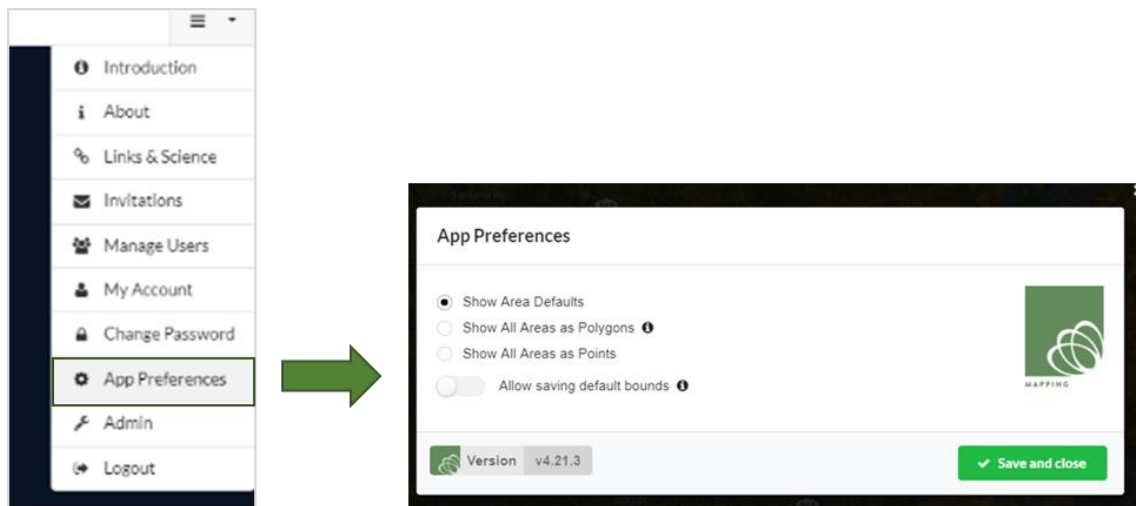 Introduction
About
Links & Science
Invitations
Manage Users
My Account
Change Password
App Preferences
Admin
Logout
App Preferences
Show Area Defaults
Show All Areas as Polygons
Show All Areas as Points
Allow saving default bounds
MAPPING
Version v4.21.3
Save and close